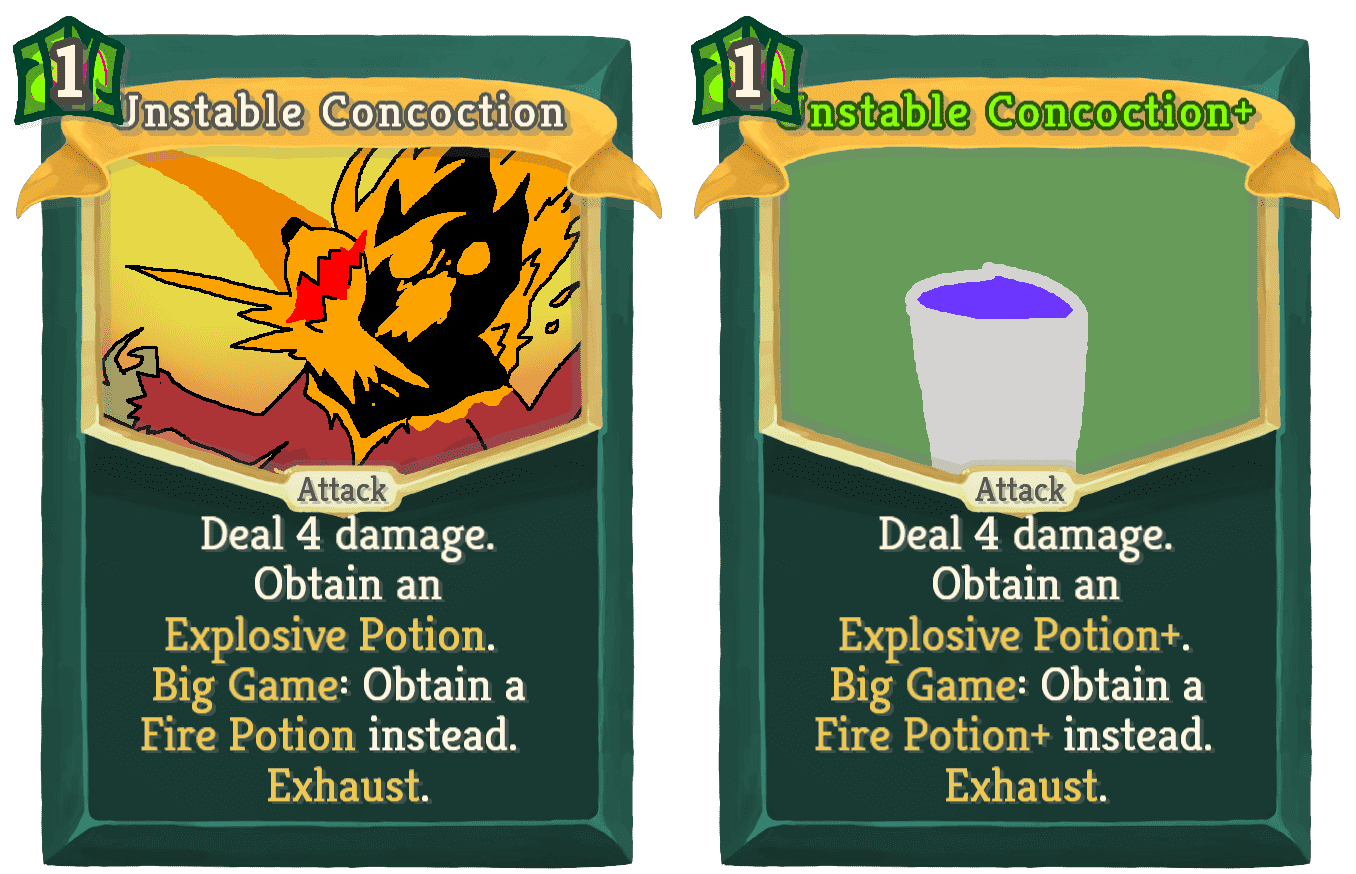 1
Unstable Concoction
Attack
Deal 4 damage.
Obtain an
Explosive Potion.
Big Game: Obtain a
Fire Potion instead.
Exhaust.
1
Unstable Concoction+
Attack
Deal 4 damage.
Obtain an
Explosive Potion+.
Big Game: Obtain a
Fire Potion+ instead.
Exhaust.